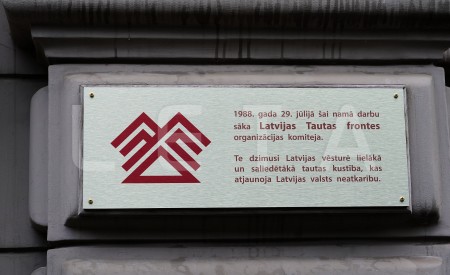 1988. gada 29. jūlijā šai namā darbu
sāka Latvijas Tautas frontes
organizācijas komiteja.
Te dzimusi Latvijas vēsturē lielākā
un saliedētākā tautas kustība, kas
atjaunoja Latvijas valsts neatkarību.
LETA